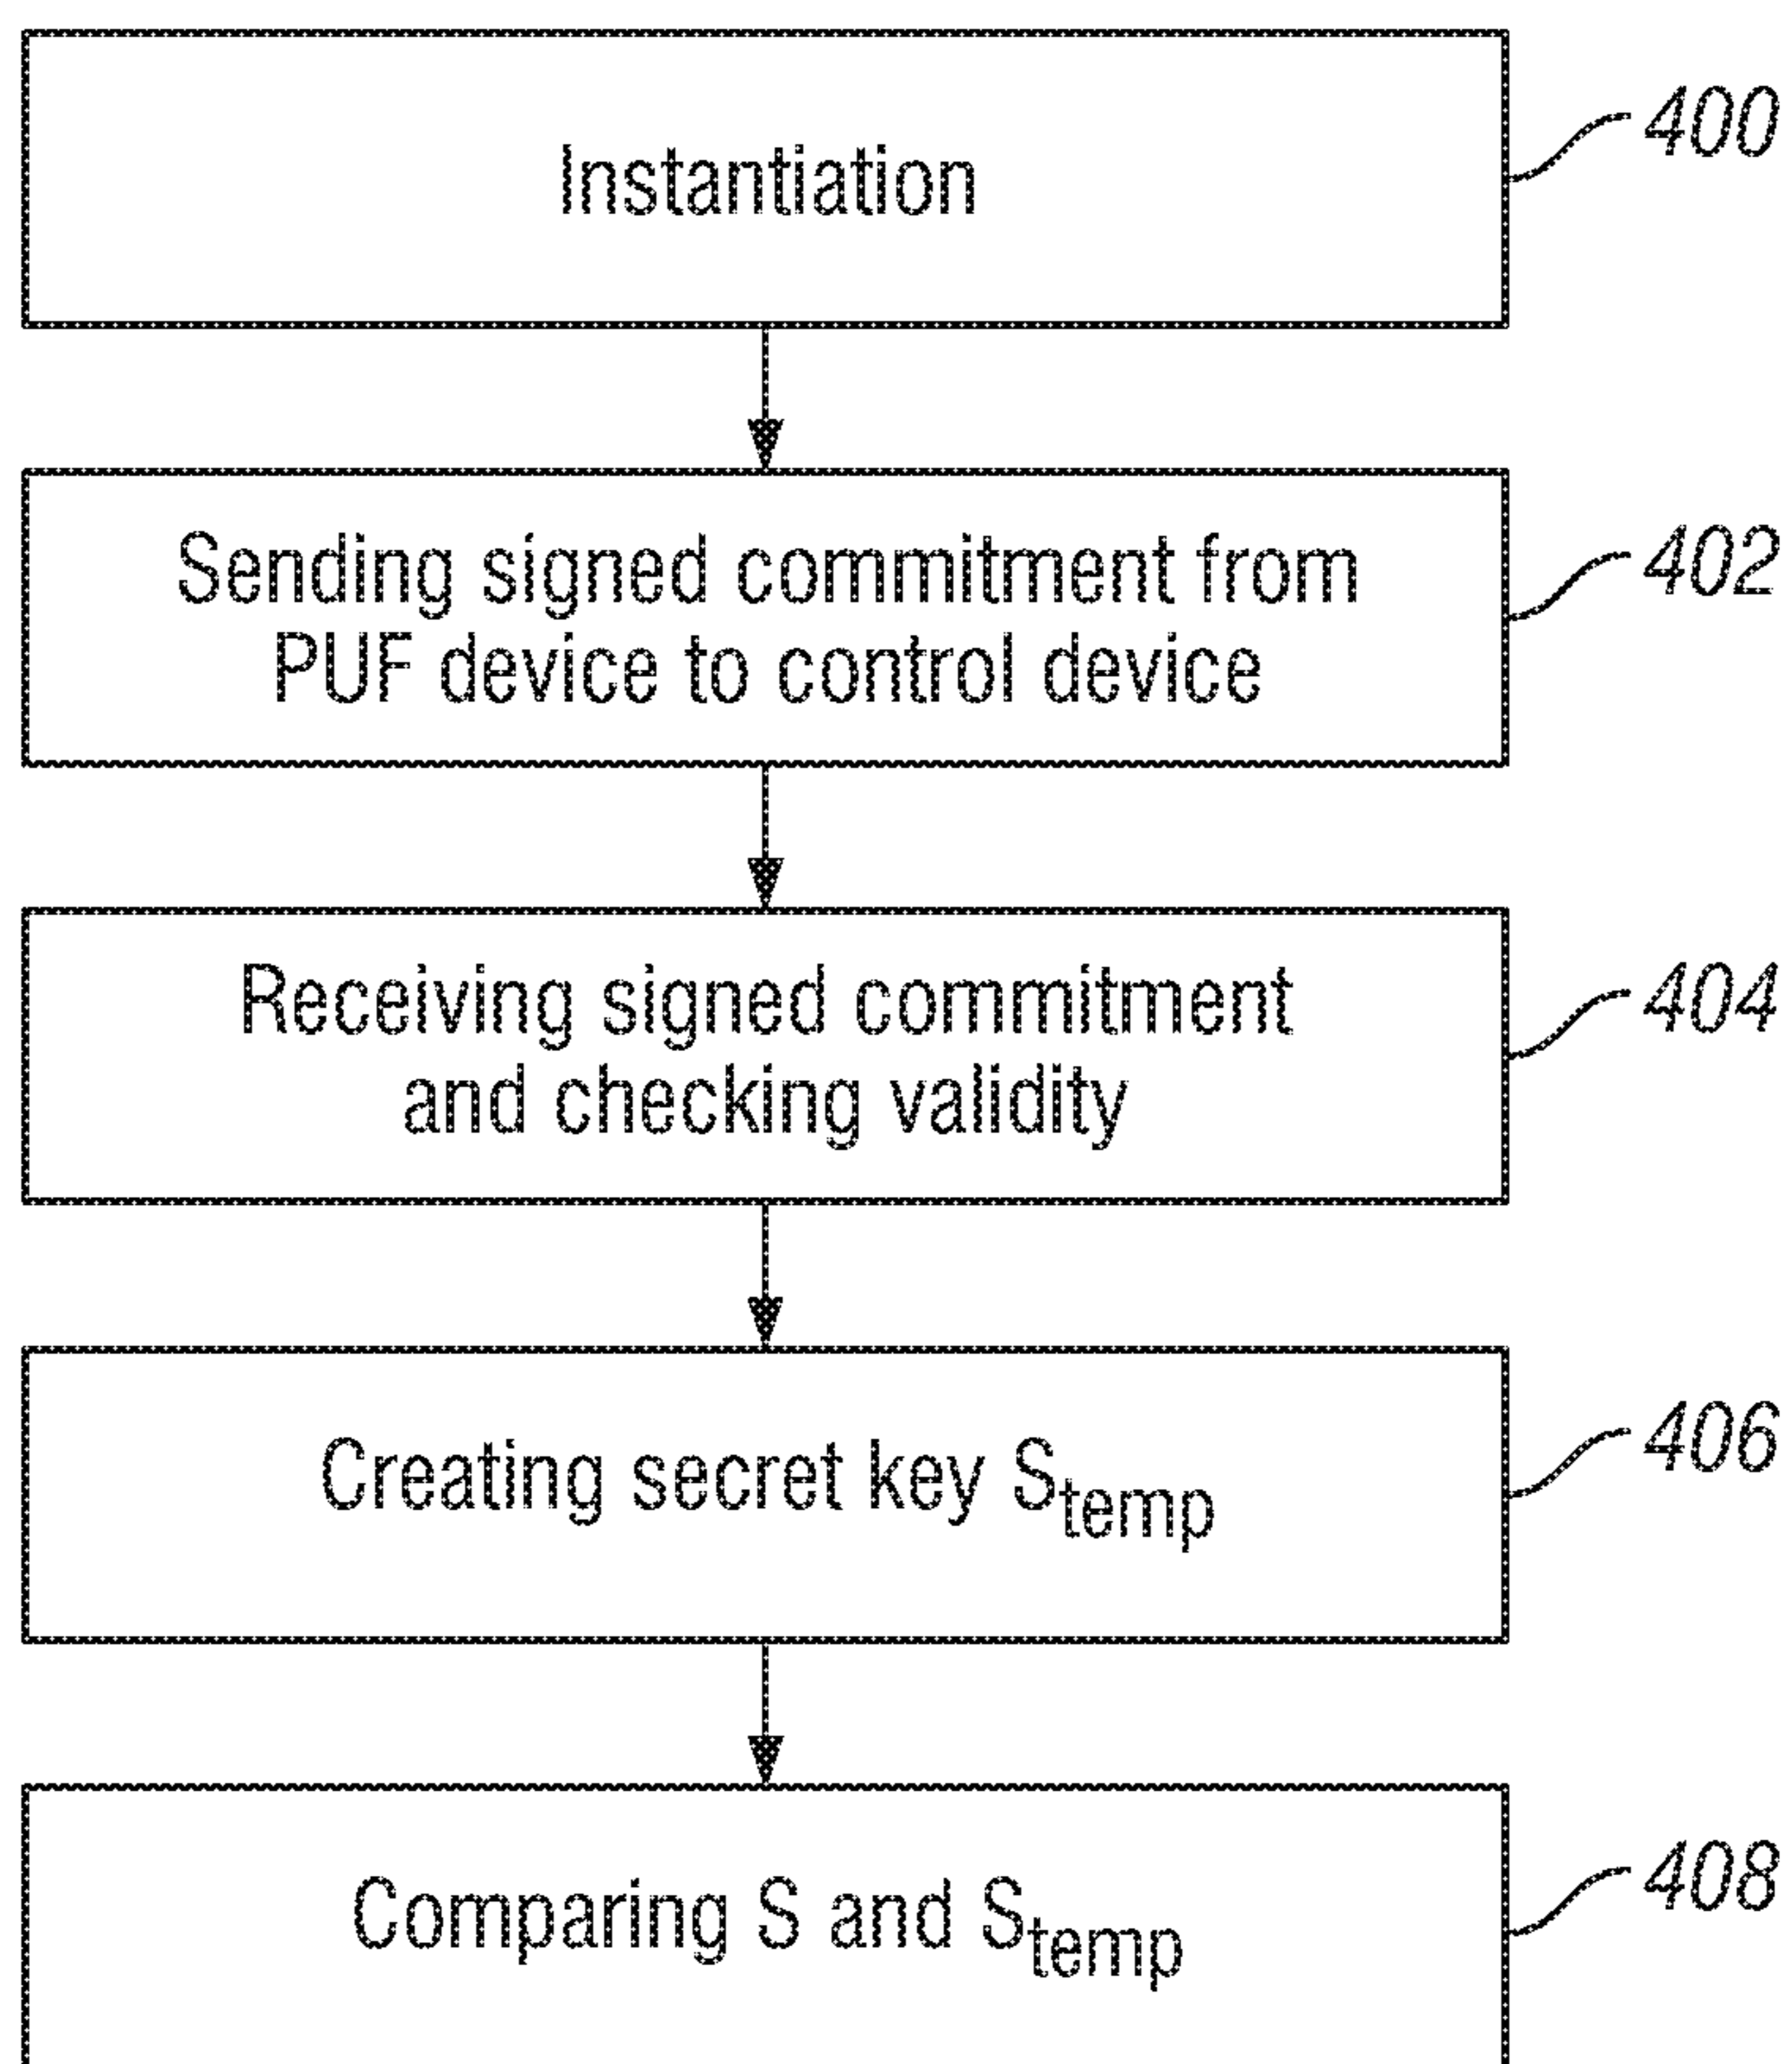 Instantiation
400
Sending signed commitment from
PUF device to control device
402
Receiving signed commitment
and checking validity
404
Creating secret key Stemp
406
Comparing S and Stemp
408